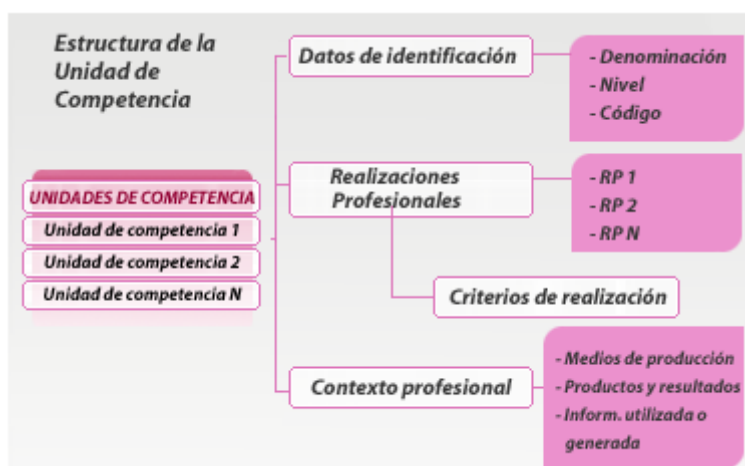 Estructura de la
Unidad de
Competencia
UNIDADES DE COMPETENCIA
Unidad de competencia 1
Unidad de competencia 2
Unidad de competencia N
Datos de identificación
- Denominación
- Nivel
- Código
Realizaciones
Profesionales
- RP 1
- RP 2
- RP N
Criterios de realización
Contexto profesional
- Medios de producción
- Productos y resultados
- Inform. utilizada o
generada